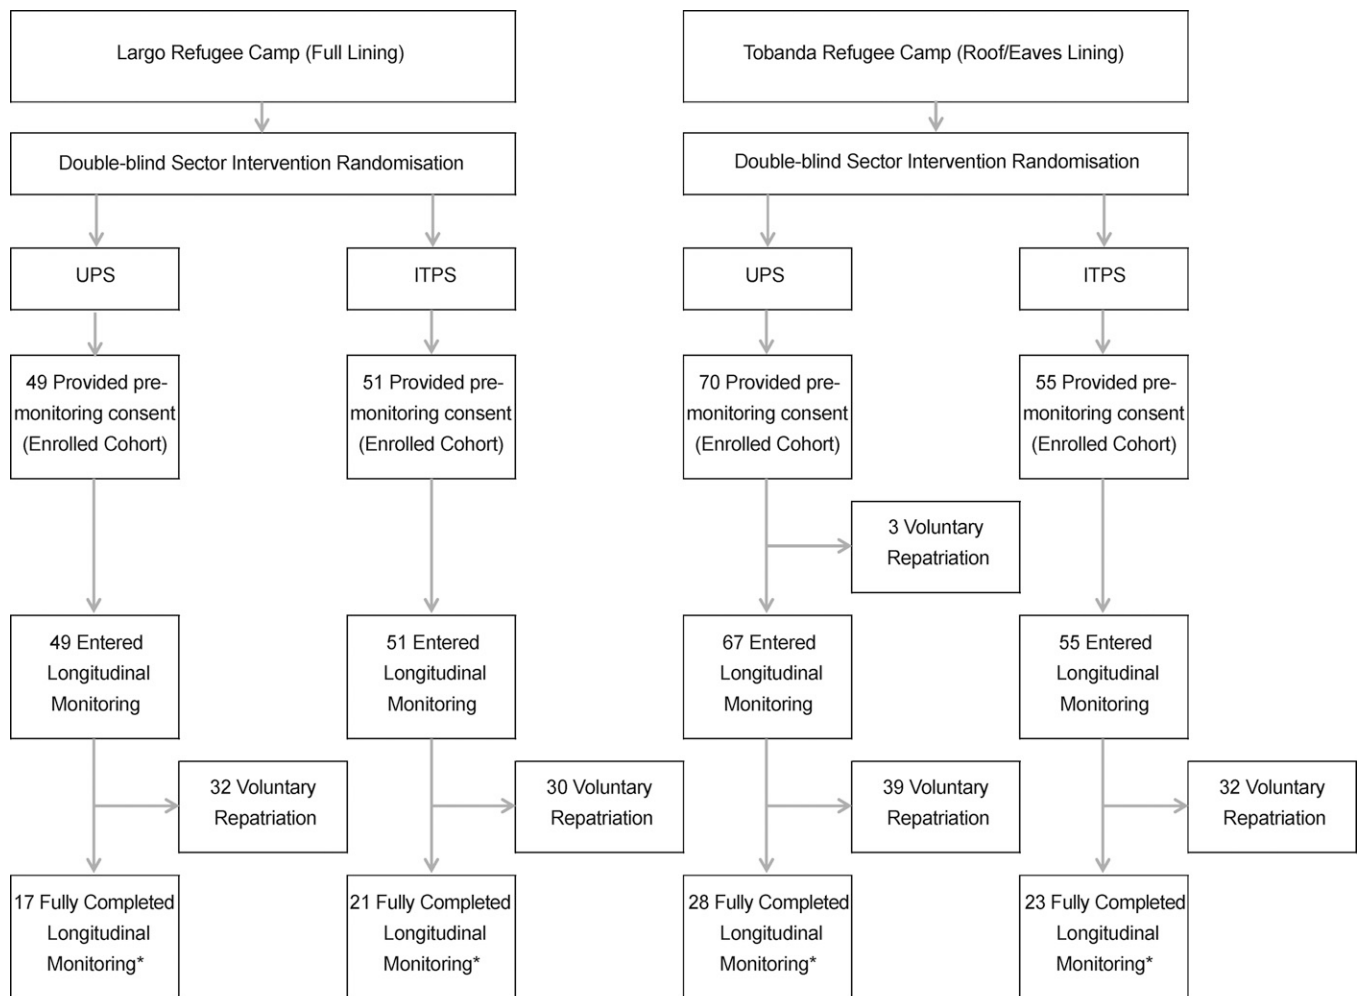 Largo Refugee Camp (Full Lining)
Tobanda Refugee Camp (Roof/Eaves Lining)
Double-blind Sector Intervention Randomisation
Double-blind Sector Intervention Randomisation
UPS
ITPS
UPS
ITPS
49 Provided pre-
monitoring consent
(Enrolled Cohort)
51 Provided pre-
monitoring consent
(Enrolled Cohort)
70 Provided pre-
monitoring consent
(Enrolled Cohort)
55 Provided pre-
monitoring consent
(Enrolled Cohort)
3 Voluntary
Repatriation
49 Entered
Longitudinal
Monitoring
51 Entered
Longitudinal
Monitoring
67 Entered
Longitudinal
Monitoring
55 Entered
Longitudinal
Monitoring
32 Voluntary
Repatriation
30 Voluntary
Repatriation
39 Voluntary
Repatriation
32 Voluntary
Repatriation
17 Fully Completed
Longitudinal
Monitoring*
21 Fully Completed
Longitudinal
Monitoring*
28 Fully Completed
Longitudinal
Monitoring*
23 Fully Completed
Longitudinal
Monitoring*